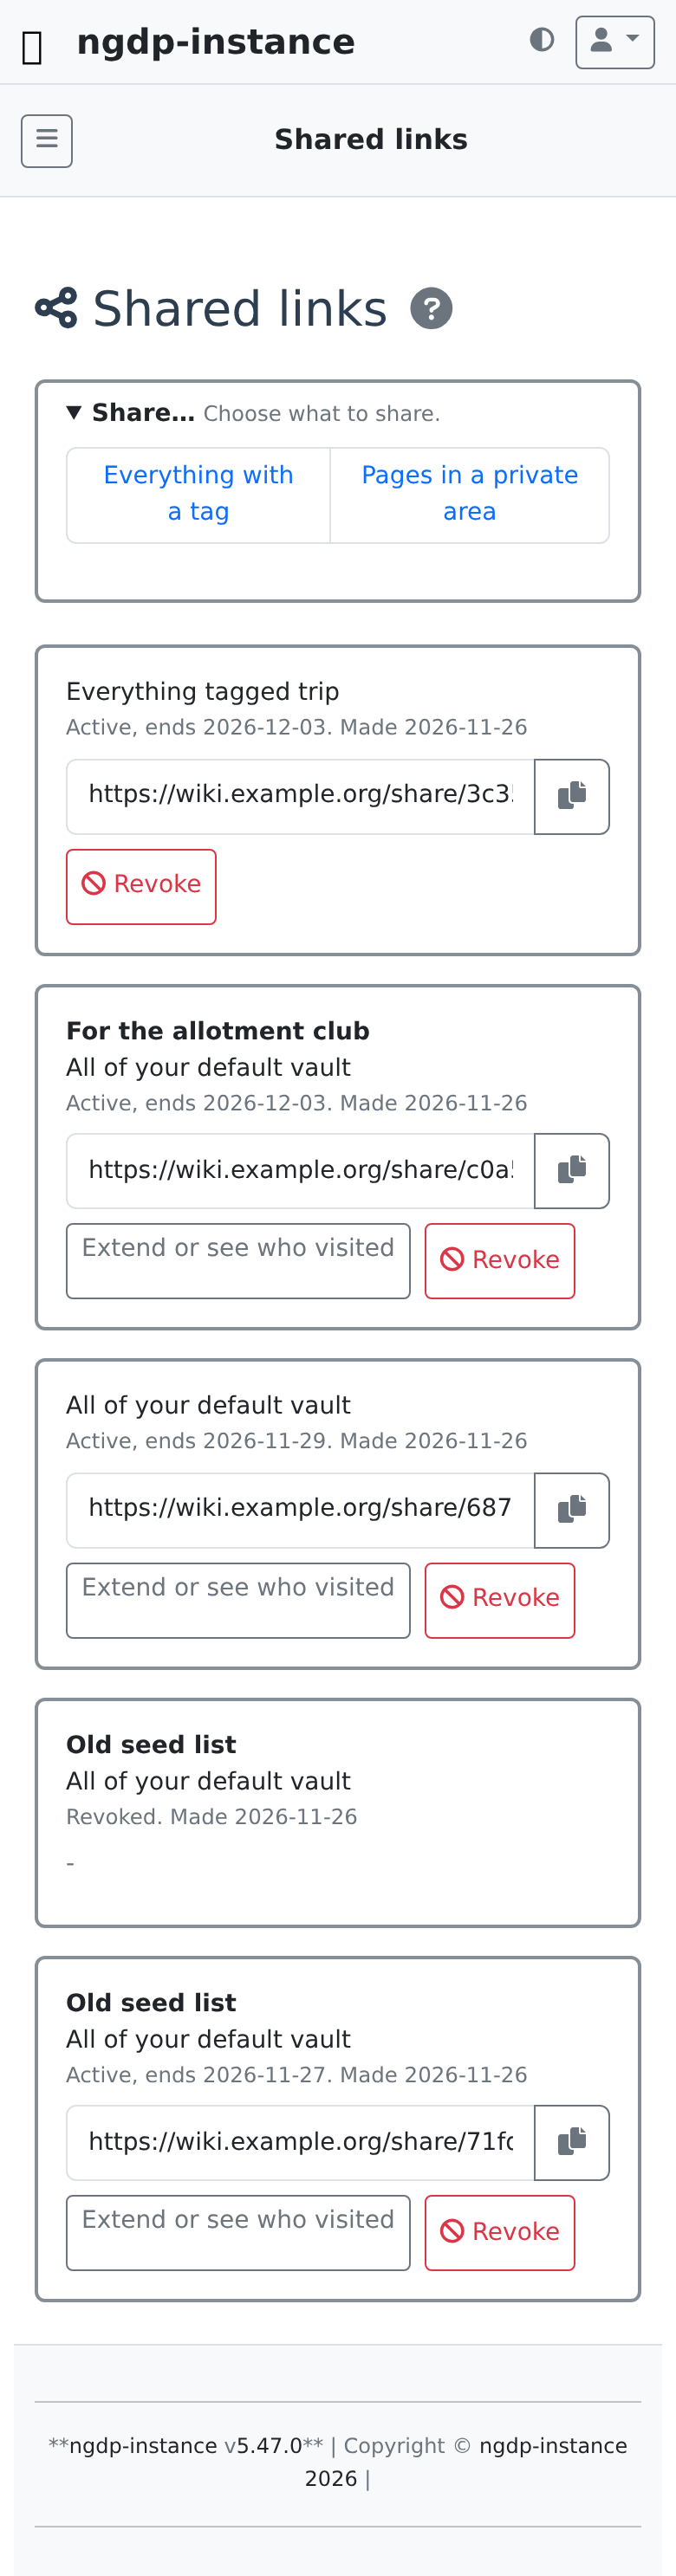 ngdp-instance
Shared links
Shared links ?
Share... Choose what to share.
Everything with
a tag
Pages in a private
area
Everything tagged trip
Active, ends 2026-12-03. Made 2026-11-26
https://wiki.example.org/share/3c3
Revoke
For the allotment club
All of your default vault
Active, ends 2026-12-03. Made 2026-11-26
https://wiki.example.org/share/c0a
Extend or see who visited
Revoke
All of your default vault
Active, ends 2026-11-29. Made 2026-11-26
https://wiki.example.org/share/687
Extend or see who visited
Revoke
Old seed list
All of your default vault
Revoked. Made 2026-11-26
-
Old seed list
All of your default vault
Active, ends 2026-11-27. Made 2026-11-26
https://wiki.example.org/share/71f
Extend or see who visited
Revoke
**ngdp-instance v5.47.0** | Copyright © ngdp-instance
2026 |